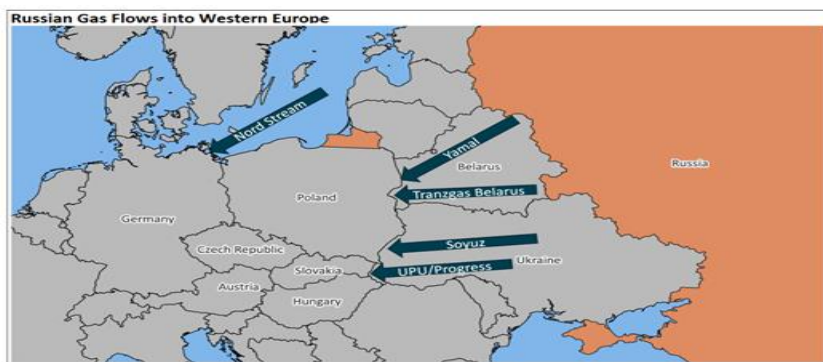 Russian Gas Flows into Western Europe
Nord Stream
Yamal
Belarus
Russia
Tranzgas Belarus
Poland
Germany
Soyuz
Czech Republic
Ukraine
UPU/Progress
Slovakia
Austria
Hungary